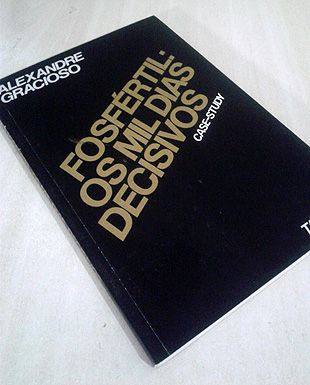 ALEXANDRE
GRACIOSO
FOSFÉRTIL:
OS MIL DIAS
DECISIVOS
CASE-STUDY